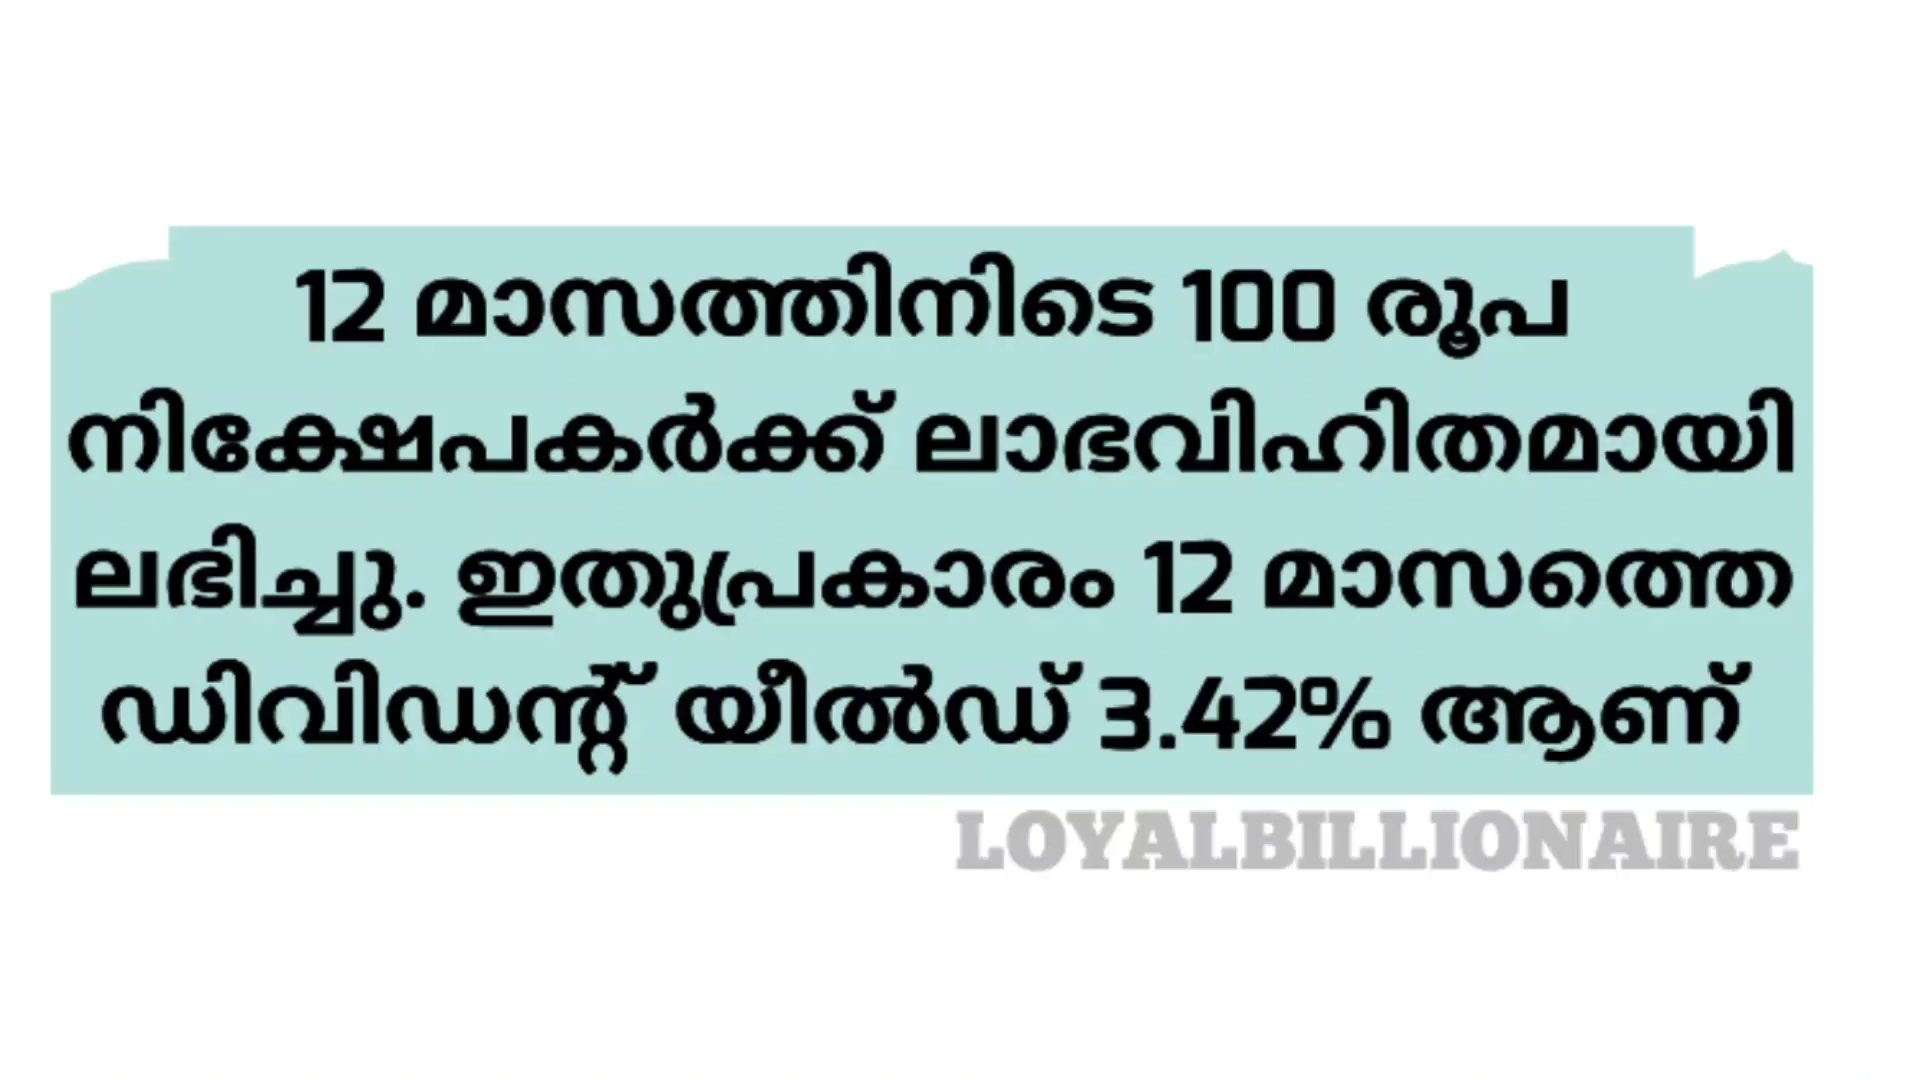 12 മാസത്തിനിടെ 100 രൂപ
നിക്ഷേപകർക്ക് ലാഭവിഹിതമായി
ലഭിച്ചു. ഇതുപ്രകാരം 12 മാസത്തെ
ഡിവിഡന്റ് യീൽഡ് 3.42% ആണ്
LOYALBILLIONAIRE